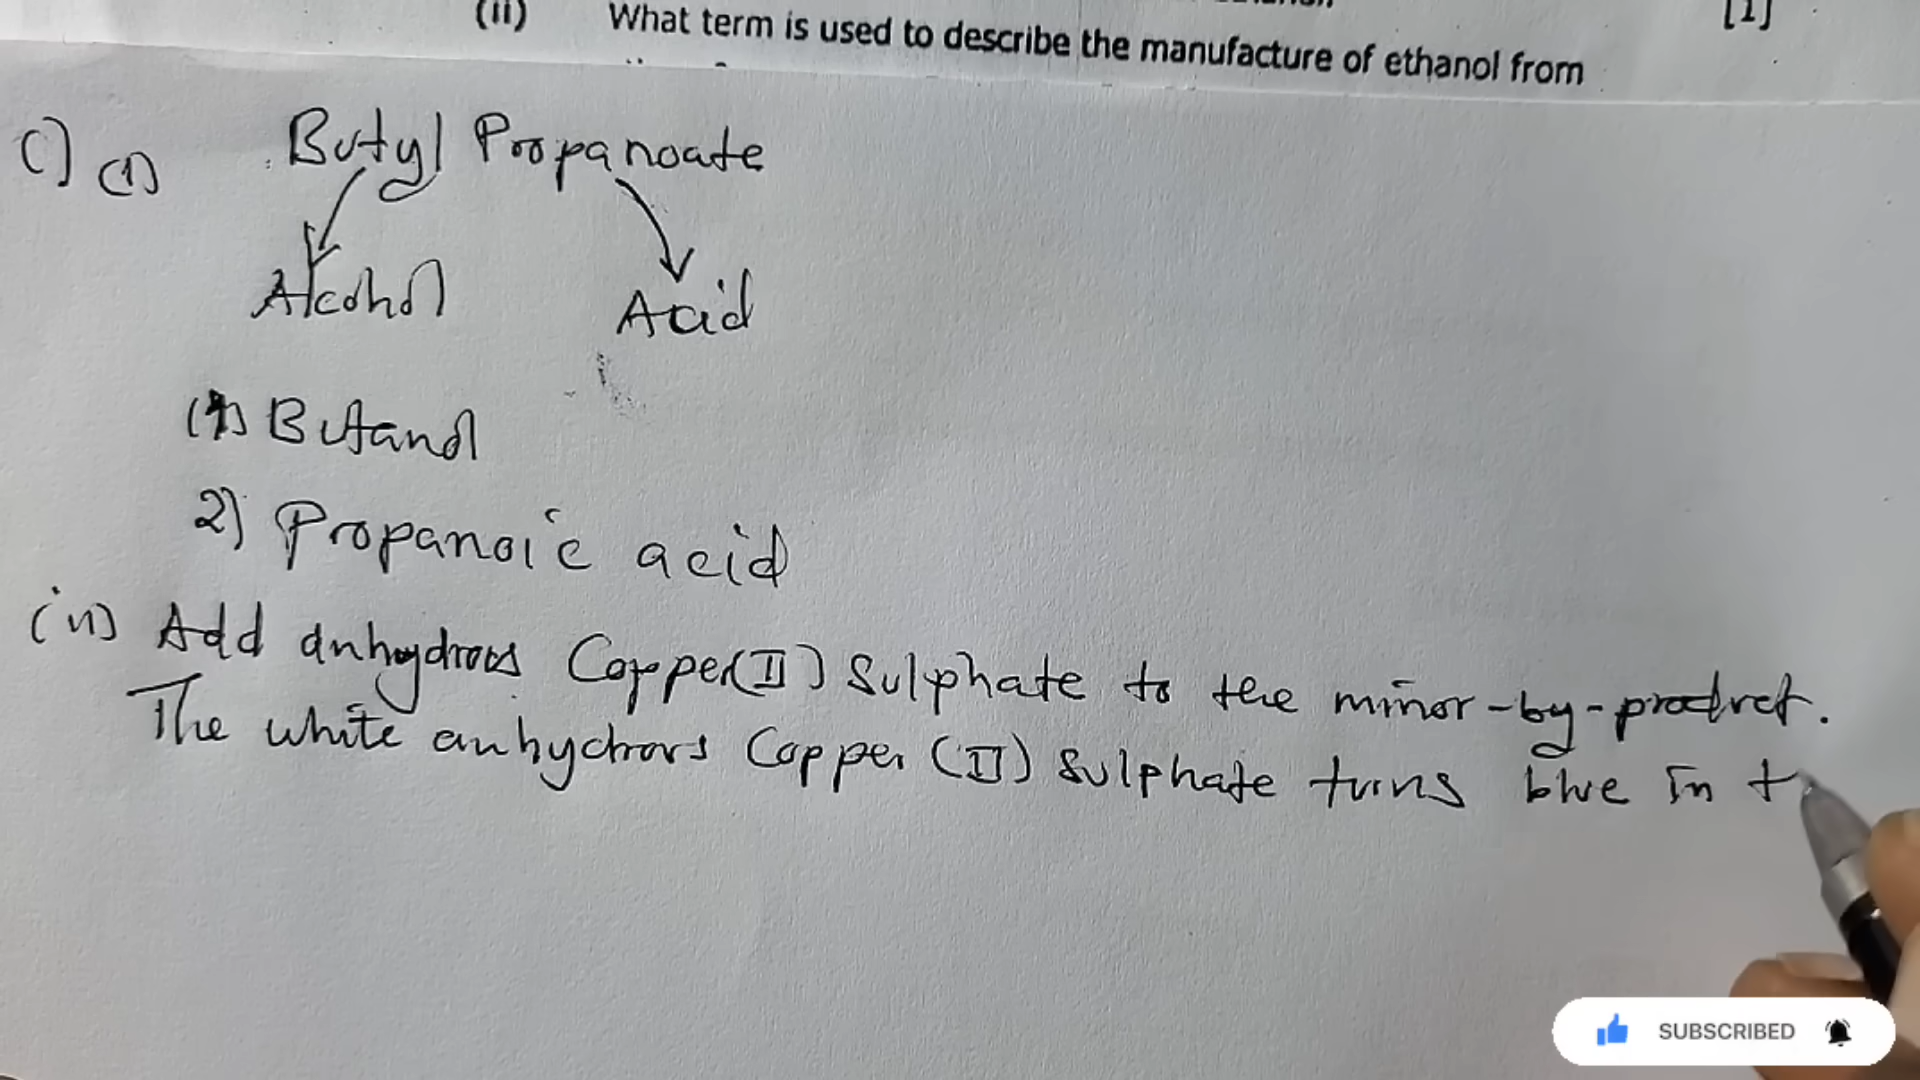 (ii) What term is used to describe the manufacture of ethanol from [1]
c) (1) Butyl Propanoate
Alcohol Acid
(1) Butanol
2) Propanoic acid
(ii) Add anhydrous Copper(II) Sulphate to the minor-by-product.
The white anhydrous Copper (II) Sulphate turns blue in t
SUBSCRIBED